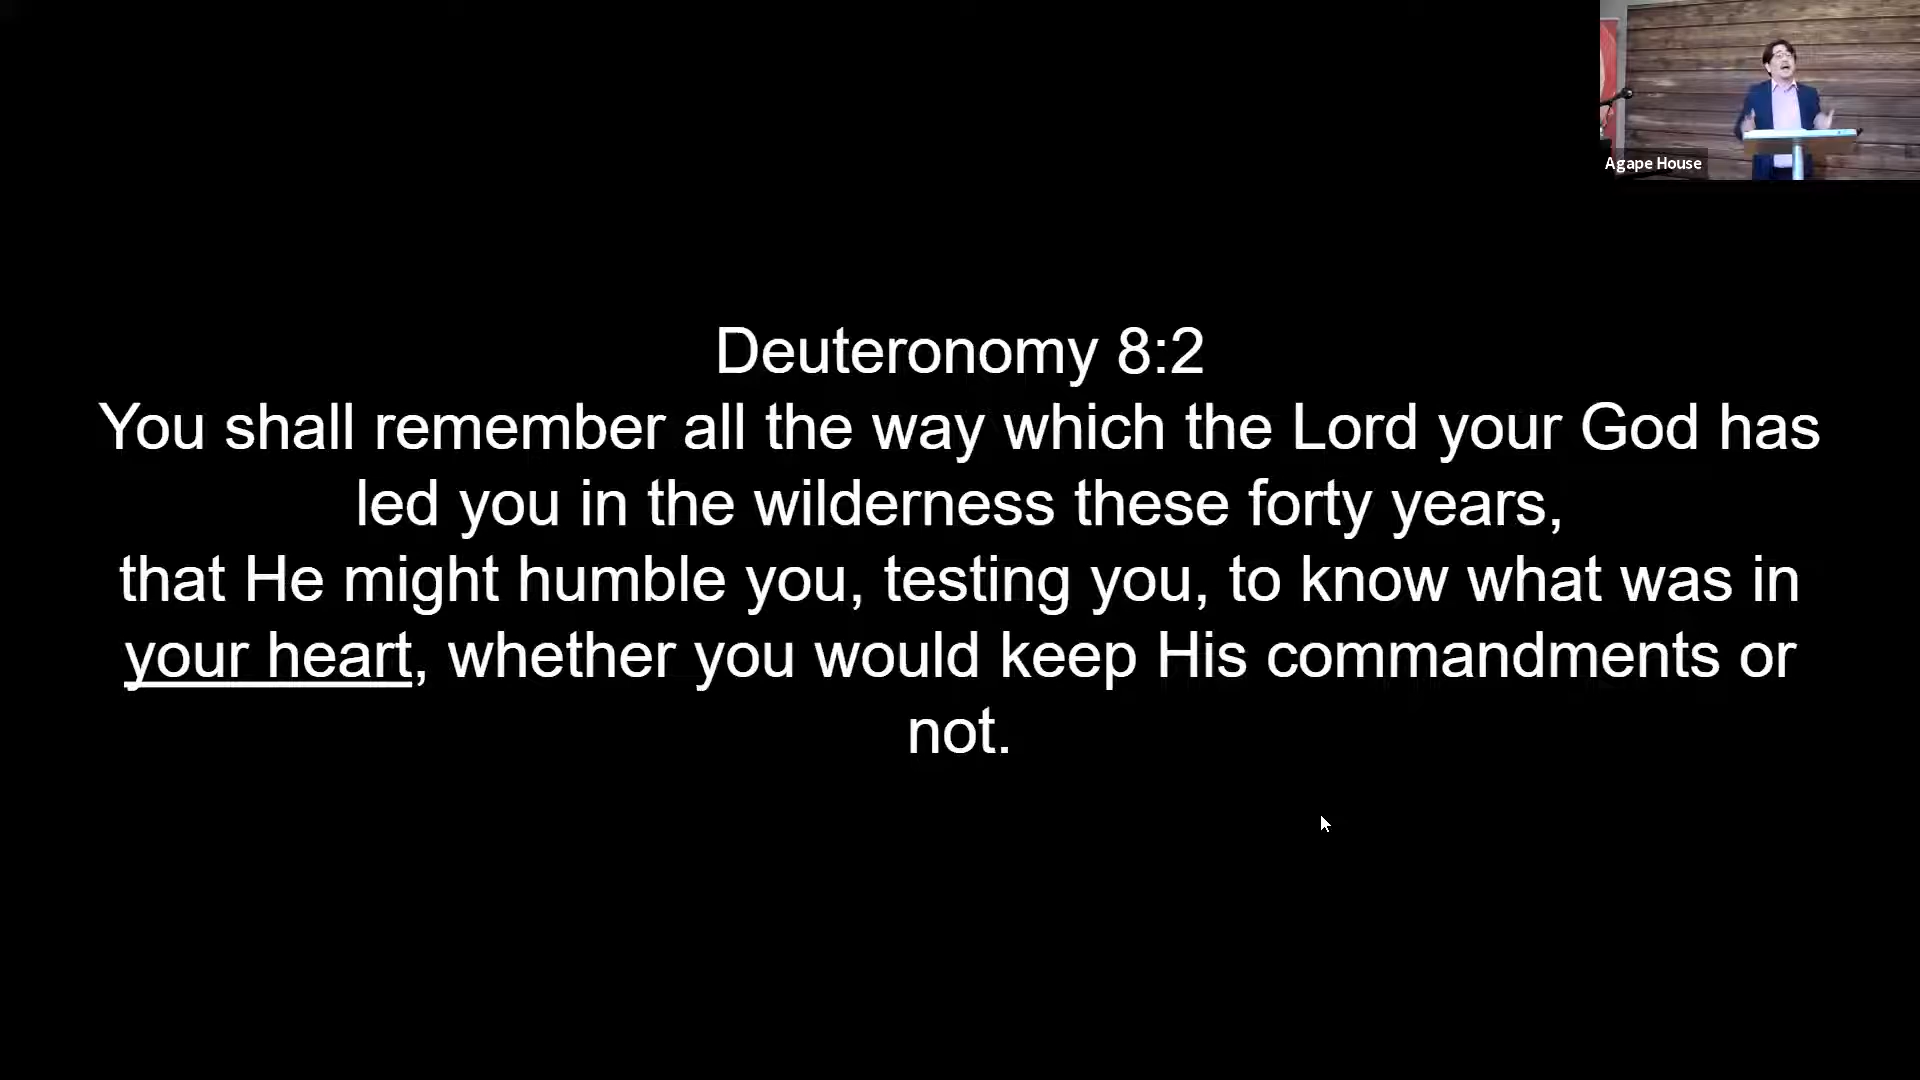 Agape House
Deuteronomy 8:2
You shall remember all the way which the Lord your God has
led you in the wilderness these forty years,
that He might humble you, testing you, to know what was in
your heart, whether you would keep His commandments or
not.